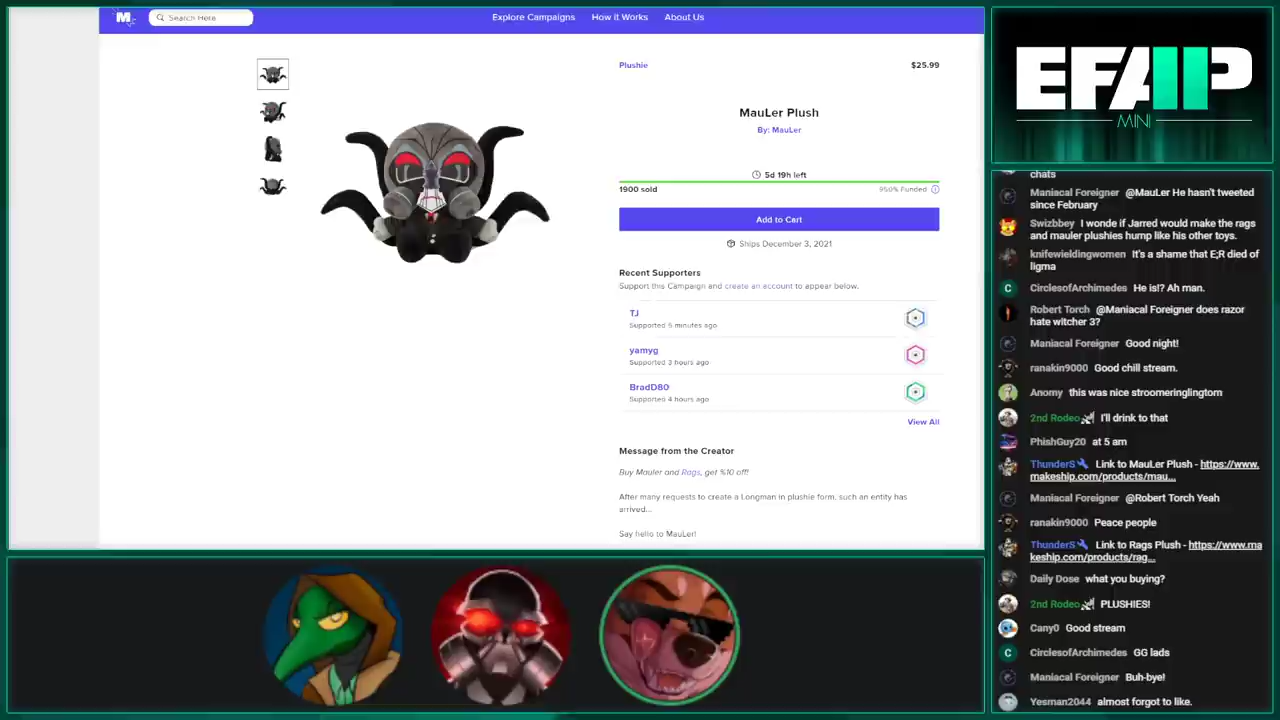 M
Search Here
Explore Campaigns
How it Works
About Us
Plushie
$25.99
MauLer Plush
By: MauLer
5d 19h left
1900 sold
950% Funded
Add to Cart
Ships December 3, 2021
Recent Supporters
Support this Campaign and create an account to appear below.
TJ
Supported 5 minutes ago
yamyg
Supported 3 hours ago
BradD80
Supported 4 hours ago
View All
Message from the Creator
Buy Mauler and Rags, get %10 off!
After many requests to create a Longman in plushie form, such an entity has
arrived...
Say hello to MauLer!
EFAP
MINI
chats
Maniacal Foreigner @MauLer He hasn't tweeted
since February
Swizbbey I wonder if Jarred would make the rags
and mauler plushies hump like his other toys.
knifewieldingwomen It's a shame that E;R died of
ligma
C
CirclesofArchimedes He is!? Ah man.
Robert Torch @Maniacal Foreigner does razor
hate witcher 3?
Maniacal Foreigner Good night!
ranakin9000 Good chill stream.
Anomy this was nice stroomeringlingtorn
2nd Rodeo I'll drink to that
PhishGuy20 at 5 am
ThunderS Link to MauLer Plush - https://www.
makeship.com/products/mau...
Maniacal Foreigner @Robert Torch Yeah
ranakin9000 Peace people
ThunderS Link to Rags Plush - https://www.ma
keship.com/products/rag...
Daily Dose what you buying?
2nd Rodeo PLUSHIES!
Cany0 Good stream
C
CirclesofArchimedes GG lads
Maniacal Foreigner Buh-bye!
Yesman2044 almost forgot to like.